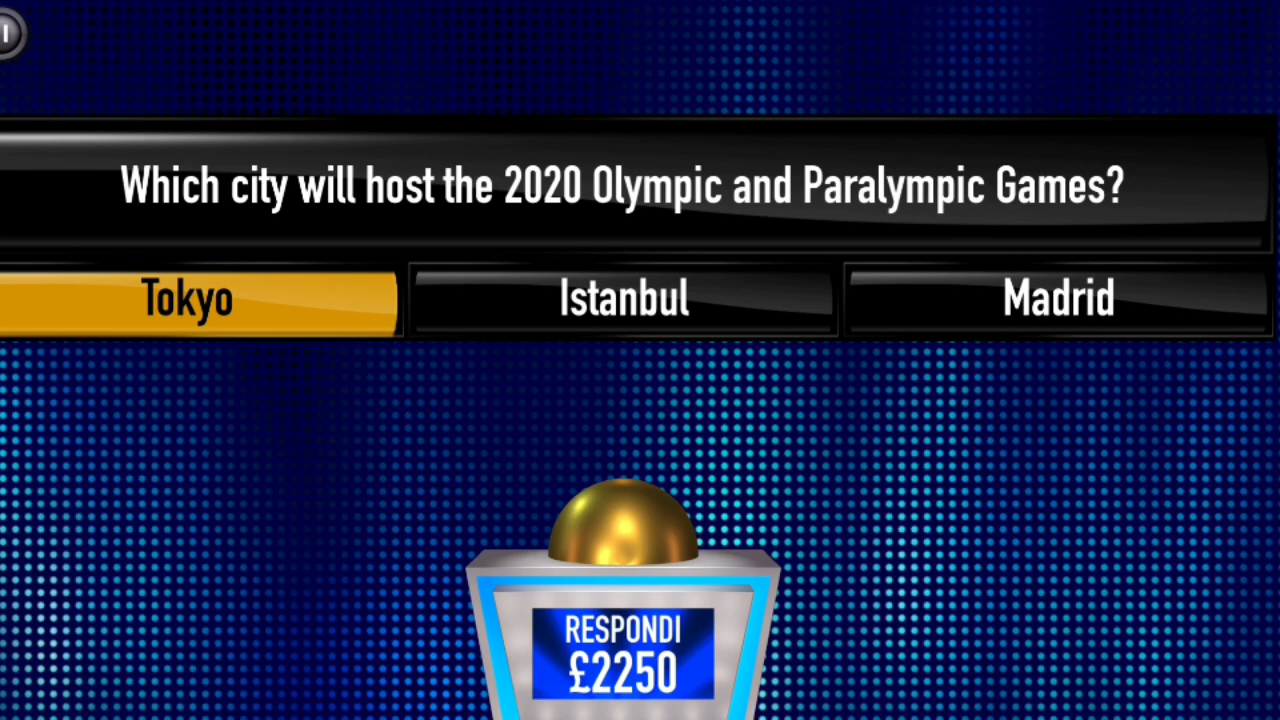 Which city will host the 2020 Olympic and Paralympic Games?
Tokyo
Istanbul
Madrid
RESPONDI
£2250